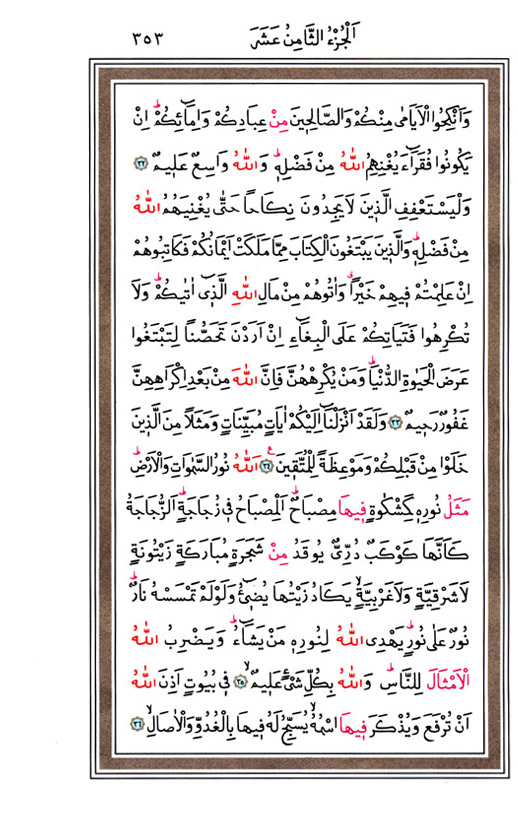 اَلْجُزْءُ الثَّامِنُ عَشَرَ ٣٥٣
وَاَنْكِحُوا الْاَيَامٰى مِنْكُمْ وَالصَّالِحٖينَ مِنْ عِبَادِكُمْ وَاِمَٓائِكُمْؕ اِنْ
يَكُونُوا فُقَرَٓاءَ يُغْنِهِمُ اللّٰهُ مِنْ فَضْلِهٖؕ وَاللّٰهُ وَاسِعٌ عَلٖيمٌ ﴿٣٢﴾
وَلْيَسْتَعْفِفِ الَّذٖينَ لَا يَجِدُونَ نِكَاحاً حَتّٰى يُغْنِيَهُمُ اللّٰهُ
مِنْ فَضْلِهٖؕ وَالَّذٖينَ يَبْتَغُونَ الْكِتَابَ مِمَّا مَلَكَتْ اَيْمَانُكُمْ فَكَاتِبُوهُمْ
اِنْ عَلِمْتُمْ فٖيهِمْ خَيْراًۗ وَاٰتُوهُمْ مِنْ مَالِ اللّٰهِ الَّذٖٓي اٰتٰيكُمْؕ وَلَا
تُكْرِهُوا فَتَيَاتِكُمْ عَلَى الْبِغَٓاءِ اِنْ اَرَدْنَ تَحَصُّناً لِتَبْتَغُوا
عَرَضَ الْحَيٰوةِ الدُّنْيَاؕ وَمَنْ يُكْرِهْهُنَّ فَاِنَّ اللّٰهَ مِنْ بَعْدِ اِكْرَاهِهِنَّ
غَفُورٌ رَحٖيمٌ ﴿٣٣﴾ وَلَقَدْ اَنْزَلْنَٓا اِلَيْكُمْ اٰيَاتٍ مُبَيِّنَاتٍ وَمَثَلاً مِنَ الَّذٖينَ
خَلَوْا مِنْ قَبْلِكُمْ وَمَوْعِظَةً لِلْمُتَّقٖينَ ﴿٣٤﴾ اَللّٰهُ نُورُ السَّمٰوَاتِ وَالْاَرْضِؕ
مَثَلُ نُورِهٖ كَمِشْكٰوةٍ فٖيهَا مِصْبَاحٌؕ اَلْمِصْبَاحُ فٖي زُجَاجَةٍؕ اَلزُّجَاجَةُ
كَاَنَّهَا كَوْكَبٌ دُرِّيٌّ يُوقَدُ مِنْ شَجَرَةٍ مُبَارَكَةٍ زَيْتُونَةٍ
لَا شَرْقِيَّةٍ وَلَا غَرْبِيَّةٍۙ يَكَادُ زَيْتُهَا يُضٖٓيءُ وَلَوْ لَمْ تَمْسَسْهُ نَارٌؕ
نُورٌ عَلٰى نُورٍؕ يَهْدِي اللّٰهُ لِنُورِهٖ مَنْ يَشَٓاءُؕ وَيَضْرِبُ اللّٰهُ
الْاَمْثَالَ لِلنَّاسِؕ وَاللّٰهُ بِكُلِّ شَيْءٍ عَلٖيمٌۙ ﴿٣٥﴾ فٖي بُيُوتٍ اَذِنَ اللّٰهُ
اَنْ تُرْفَعَ وَيُذْكَرَ فٖيهَا اسْمُهُۙ يُسَبِّحُ لَهُ فٖيهَا بِالْغُدُوِّ وَالْاٰصَالِۙ ﴿٣٦﴾